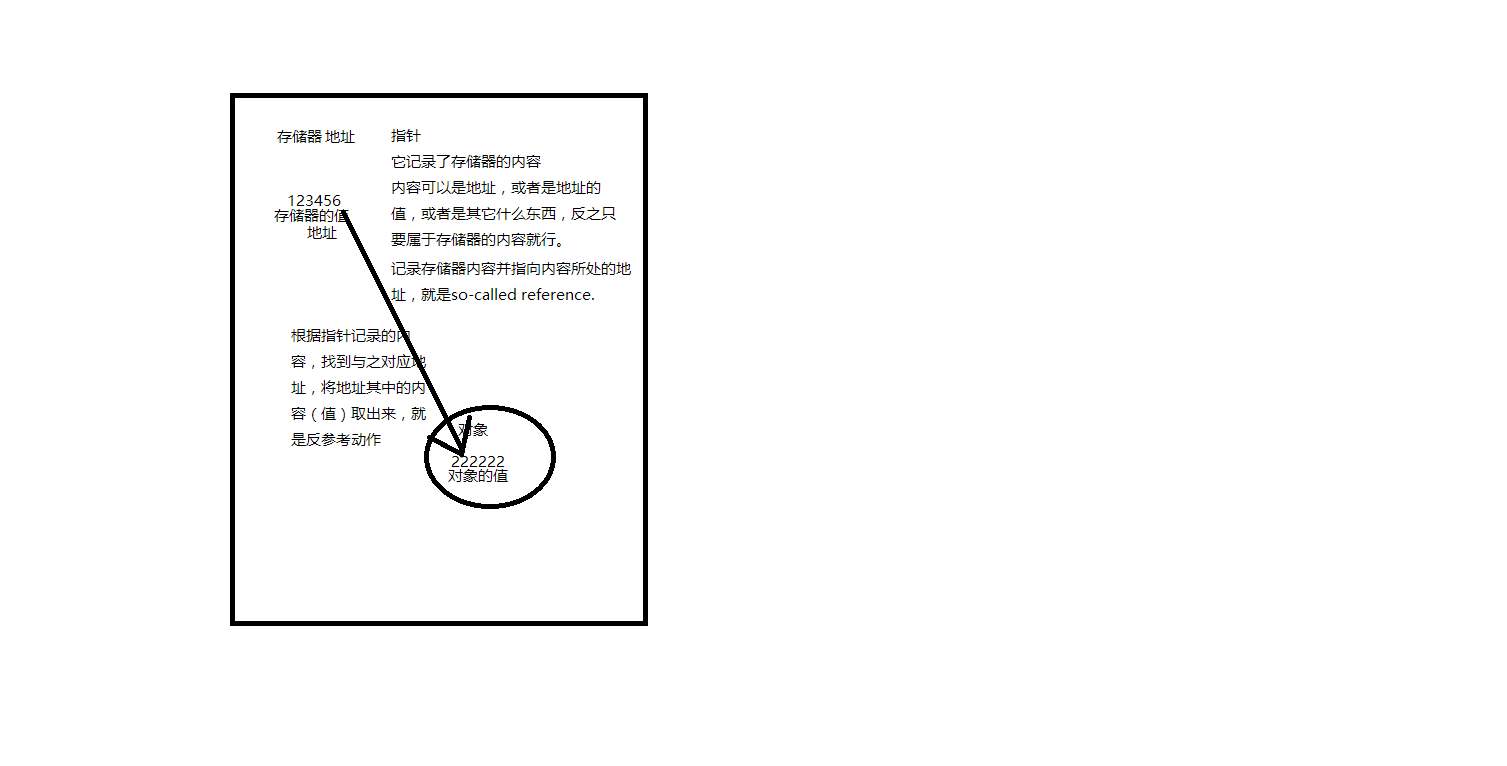 存储器 地址
123456
存储器的值
地址
指针
它记录了存储器的内容
内容可以是地址，或者是地址的
值，或者是其它什么东西，反之只
要属于存储器的内容就行。
记录存储器内容并指向内容所处的地
址，就是so-called reference.
根据指针记录的内
容，找到与之对应地
址，将地址其中的内
容（值）取出来，就
是反参考动作
对象
222222
对象的值